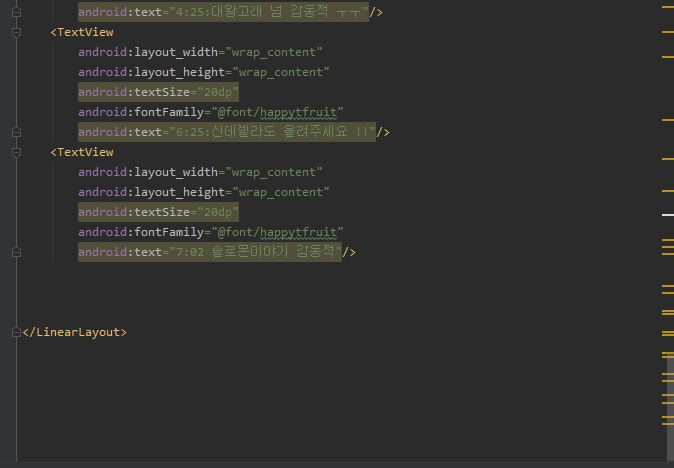 android:text="4:25:대왕고래 넘 감동적 ㅜㅜ"/>
<TextView
android:layout_width="wrap_content"
android:layout_height="wrap_content"
android:textSize="20dp"
android:fontFamily="@font/happytfruit"
android:text="6:25:신데렐라도 올려주세요 !!"/>
<TextView
android:layout_width="wrap_content"
android:layout_height="wrap_content"
android:textSize="20dp"
android:fontFamily="@font/happytfruit"
android:text="7:02 솔로몬이야기 감동적"/>
</LinearLayout>